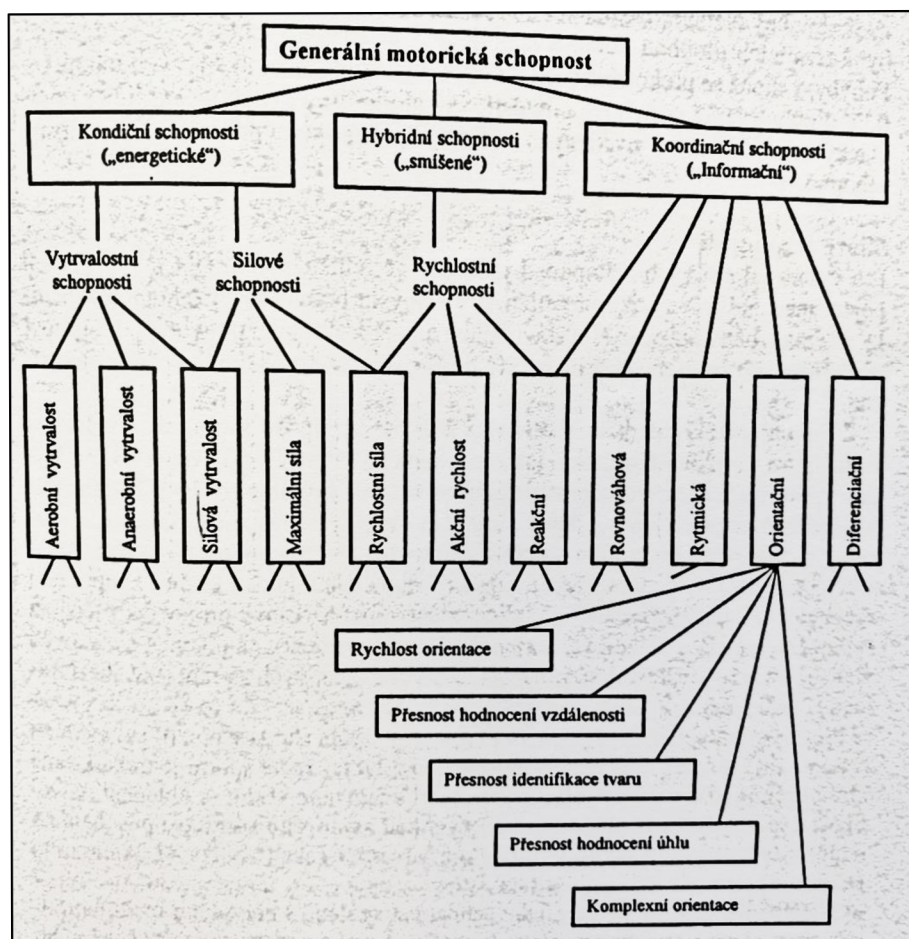 Generální motorická schopnost
Kondiční schopnosti
(„energetické“)
Hybridní schopnosti
(„smíšené“)
Koordinační schopnosti
(„Informační“)
Vytrvalostní
schopnosti
Silové
schopnosti
Rychlostní
schopnosti
Aerobní vytrvalost
Anaerobní vytrvalost
Silová vytrvalost
Maximální síla
Rychlostní síla
Akční rychlost
Reakční
Rovnováhová
Rytmická
Orientační
Diferenciační
Rychlost orientace
Přesnost hodnocení vzdálenosti
Přesnost identifikace tvaru
Přesnost hodnocení úhlu
Komplexní orientace